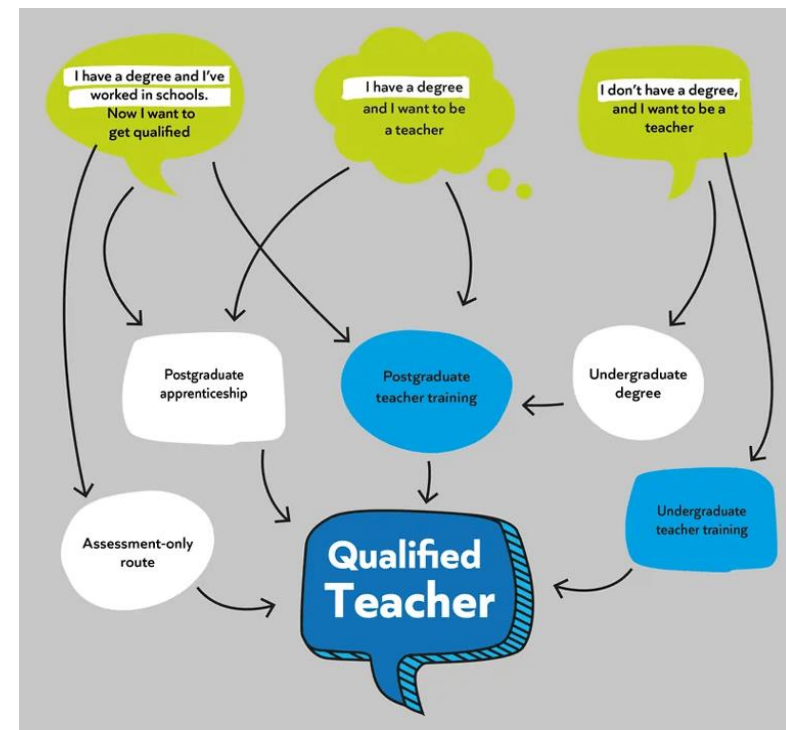 I have a degree and I've
worked in schools.
Now I want to
get qualified
I have a degree
and I want to be
a teacher
I don't have a degree,
and I want to be a
teacher
Postgraduate
apprenticeship
Postgraduate
teacher training
Undergraduate
degree
Assessment-only
route
Undergraduate
teacher training
Qualified
Teacher